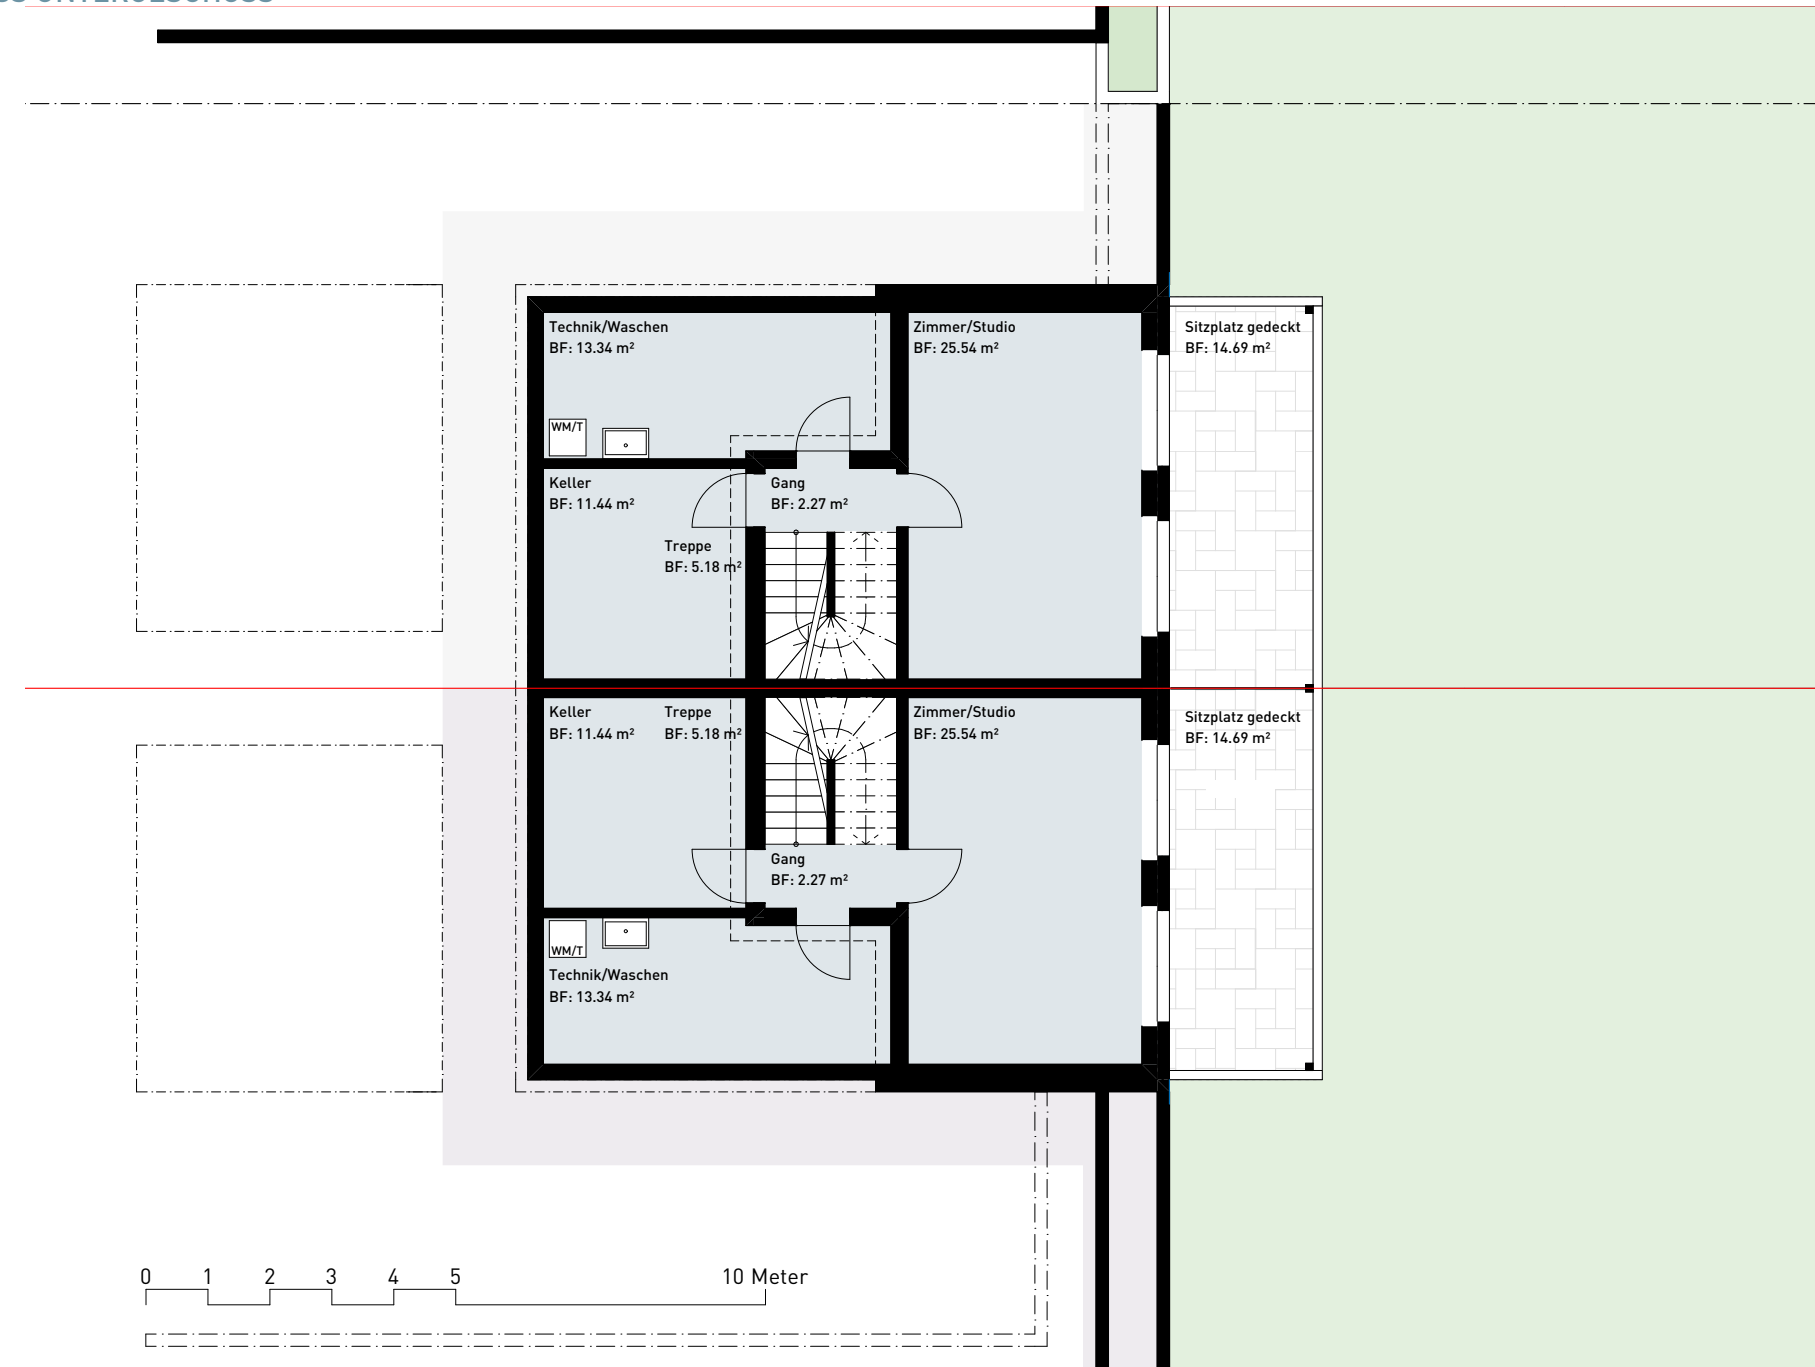 Technik/Waschen
BF: 13.34 m²
WM/T
Zimmer/Studio
BF: 25.54 m²
Sitzplatz gedeckt
BF: 14.69 m²
Keller
BF: 11.44 m²
Gang
BF: 2.27 m²
Treppe
BF: 5.18 m²
Keller
BF: 11.44 m²
Treppe
BF: 5.18 m²
Zimmer/Studio
BF: 25.54 m²
Sitzplatz gedeckt
BF: 14.69 m²
Gang
BF: 2.27 m²
WM/T
Technik/Waschen
BF: 13.34 m²
0 1 2 3 4 5 10 Meter